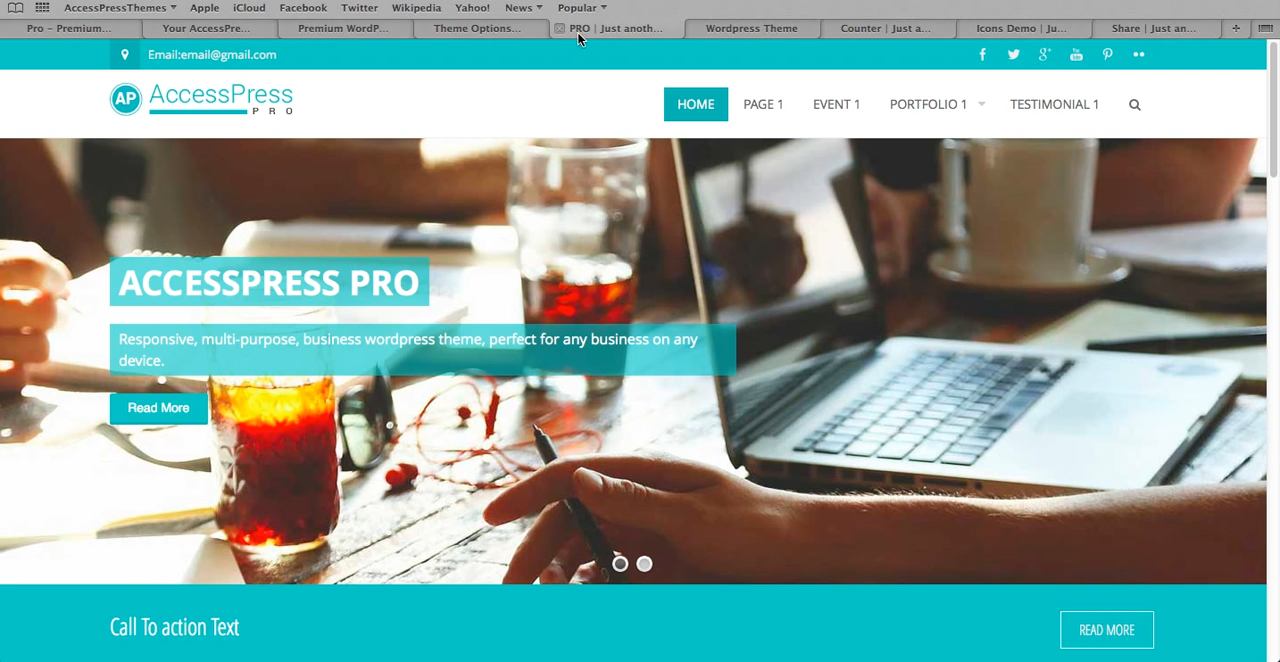 AccessPressThemes Apple iCloud Facebook Twitter Wikipedia Yahoo! News Popular
Pro – Premium... Your AccessPre... Premium WordP... Theme Options... PRO | Just anoth... Wordpress Theme Counter | Just a... Icons Demo | Ju... Share | Just an...
Email:email@gmail.com
AP AccessPress
PRO
HOME PAGE 1 EVENT 1 PORTFOLIO 1 TESTIMONIAL 1
ACCESSPRESS PRO
Responsive, multi-purpose, business wordpress theme, perfect for any business on any
device.
Read More
Call To action Text
READ MORE